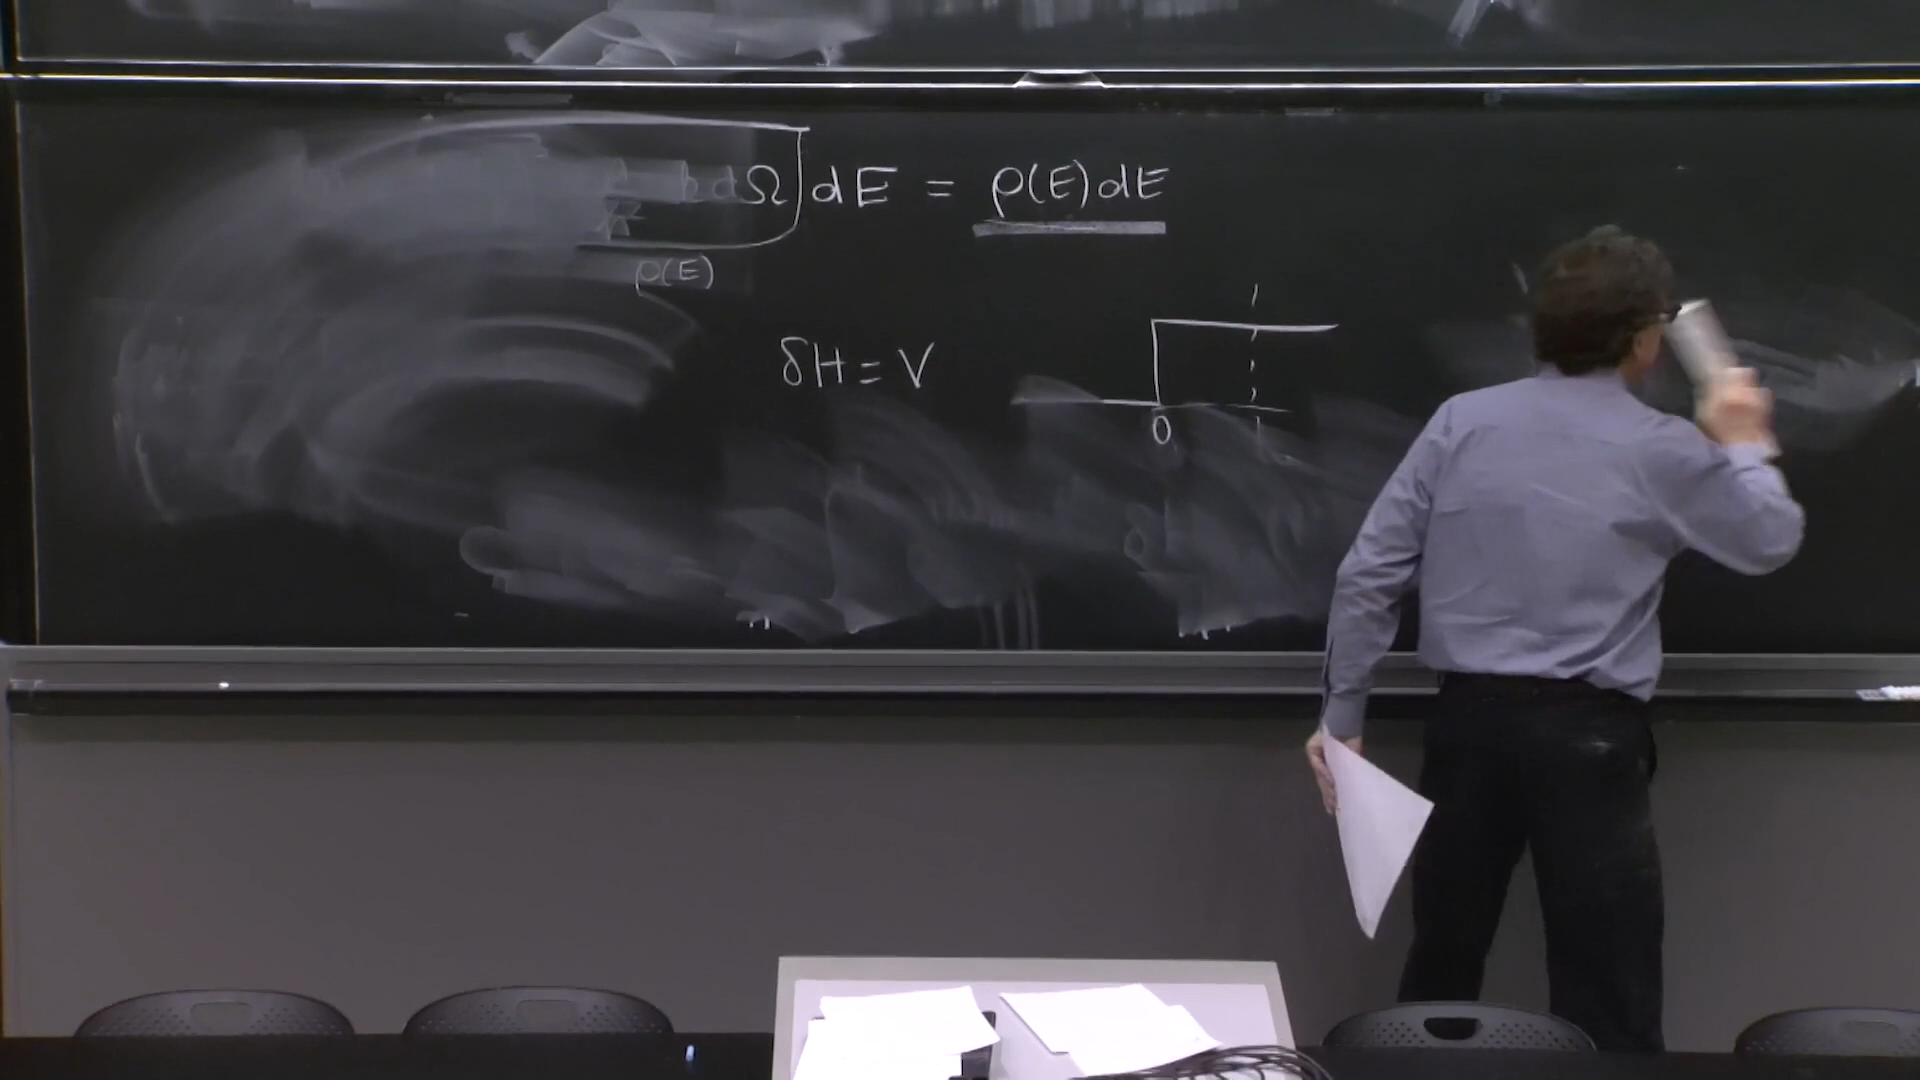 dΩ] dE = ρ(E)dE
ρ(E)
δH = V
0